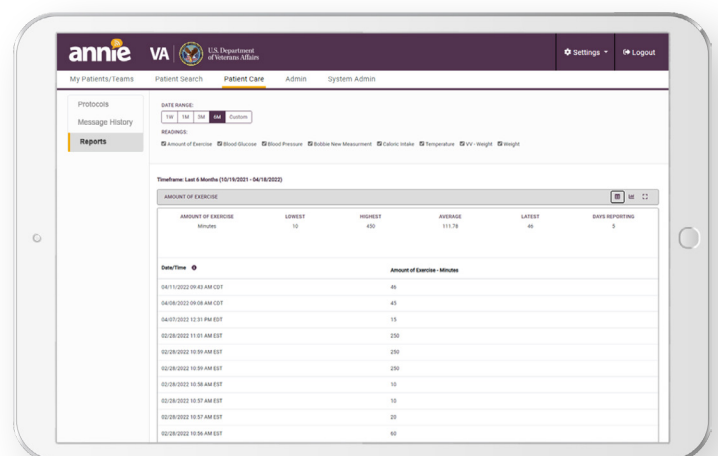 annie VA U.S. Department
of Veterans Affairs
Settings Logout
My Patients/Teams Patient Search Patient Care Admin System Admin
Protocols
Message History
Reports
DATE RANGE:
1W 1M 3M 6M Custom
READINGS:
Amount of Exercise Blood Glucose Blood Pressure Bobbie New Measurment Caloric Intake Temperature VV - Weight Weight
Timeframe: Last 6 Months (10/19/2021 - 04/18/2022)
AMOUNT OF EXERCISE
AMOUNT OF EXERCISE LOWEST HIGHEST AVERAGE LATEST DAYS REPORTING
Minutes 10 450 111.78 46 5
Date/Time Amount of Exercise - Minutes
04/11/2022 09:43 AM CDT 46
04/08/2022 09:08 AM CDT 45
04/07/2022 12:31 PM EDT 15
02/28/2022 11:01 AM EST 250
02/28/2022 10:59 AM EST 250
02/28/2022 10:59 AM EST 250
02/28/2022 10:58 AM EST 10
02/28/2022 10:57 AM EST 10
02/28/2022 10:57 AM EST 20
02/28/2022 10:56 AM EST 60